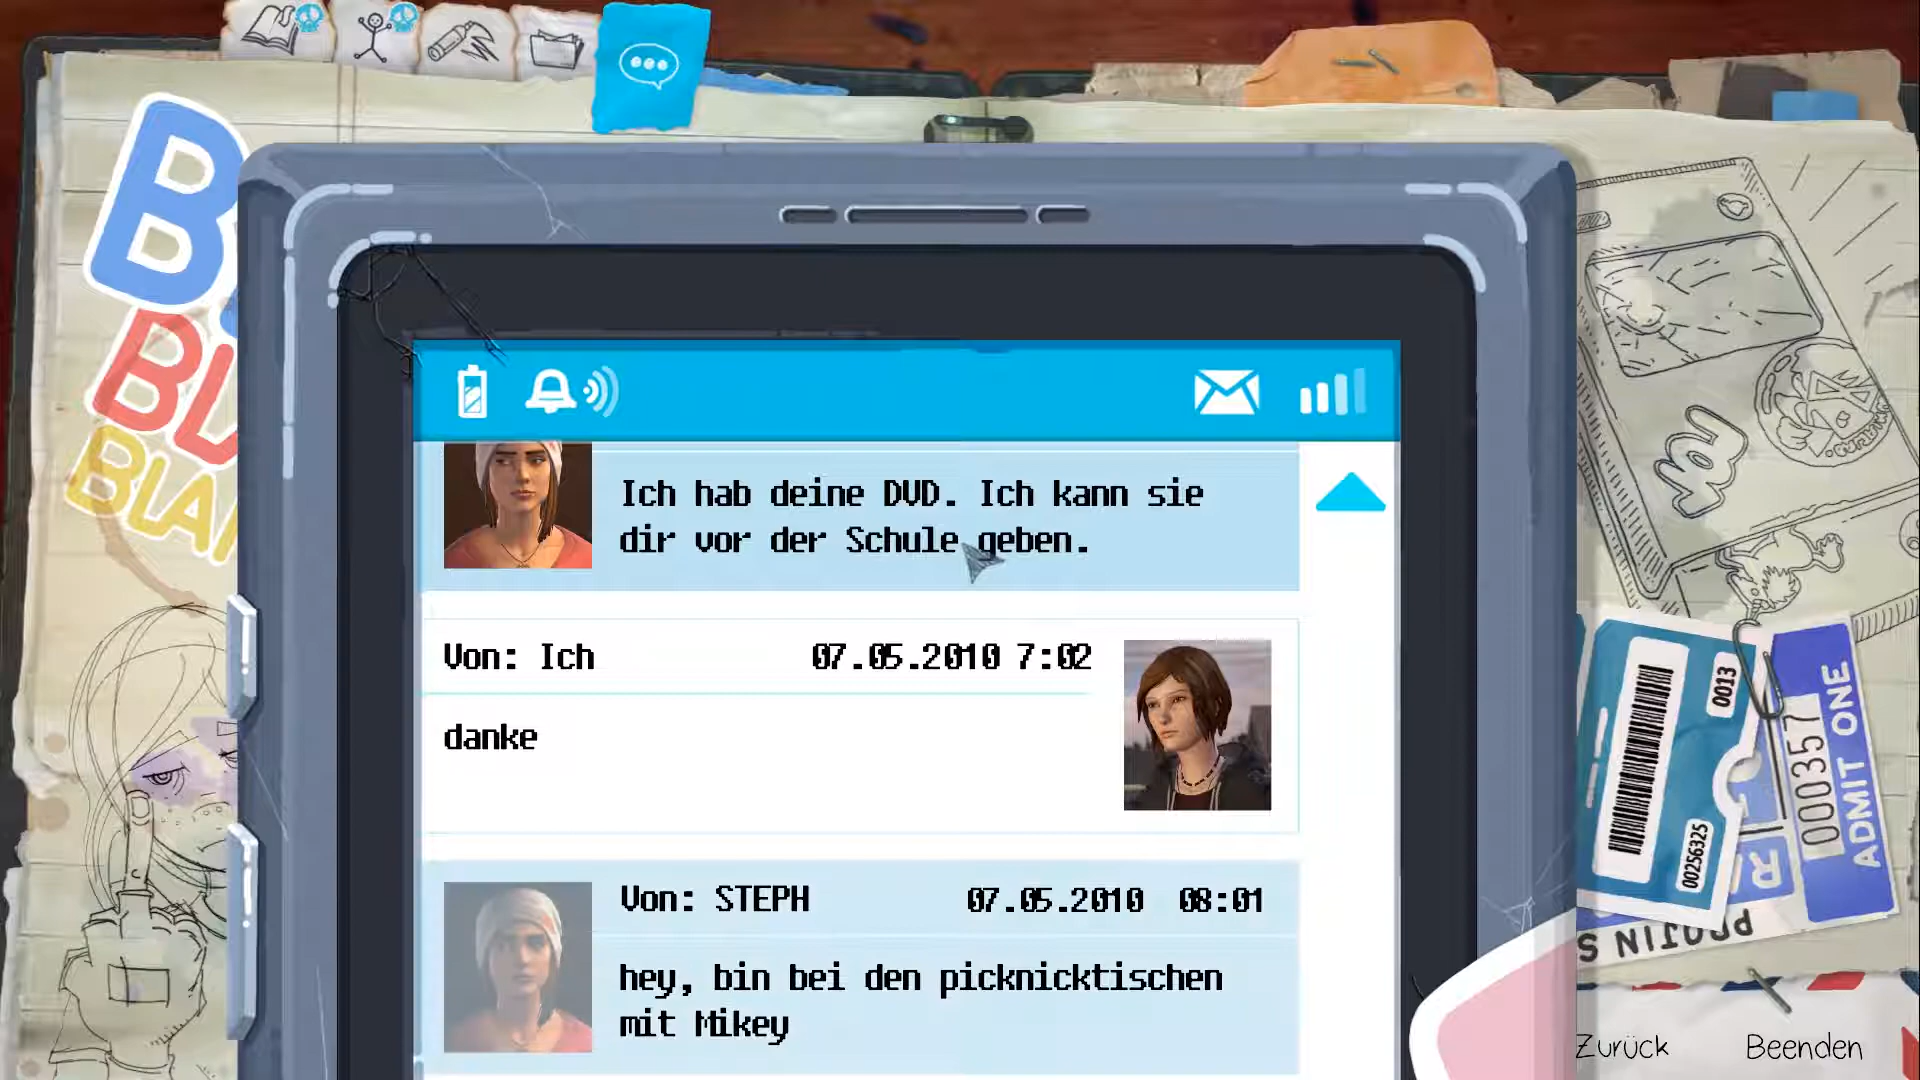 Ich hab deine DVD. Ich kann sie
dir vor der Schule geben.
Von: Ich 07.05.2010 7:02
danke
Von: STEPH 07.05.2010 08:01
hey, bin bei den picknicktischen
mit Mikey
0013
00256325
000357
ADMIT ONE
Zurück Beenden